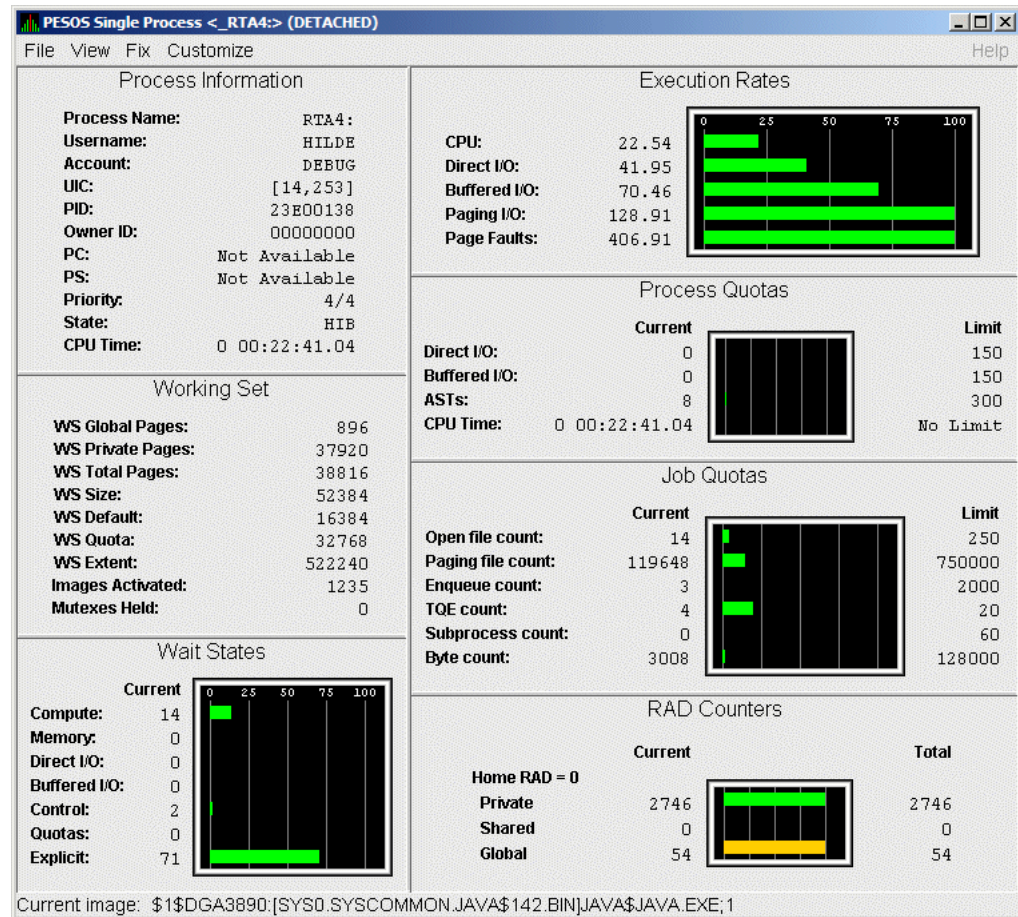 PESOS Single Process <_RTA4:> (DETACHED)
File View Fix Customize Help
Process Information
Process Name: RTA4:
Username: HILDE
Account: DEBUG
UIC: [14,253]
PID: 23E00138
Owner ID: 00000000
PC: Not Available
PS: Not Available
Priority: 4/4
State: HIB
CPU Time: 0 00:22:41.04
Working Set
WS Global Pages: 896
WS Private Pages: 37920
WS Total Pages: 38816
WS Size: 52384
WS Default: 16384
WS Quota: 32768
WS Extent: 522240
Images Activated: 1235
Mutexes Held: 0
Wait States
Current 0 25 50 75 100
Compute: 14
Memory: 0
Direct I/O: 0
Buffered I/O: 0
Control: 2
Quotas: 0
Explicit: 71
Execution Rates
0 25 50 75 100
CPU: 22.54
Direct I/O: 41.95
Buffered I/O: 70.46
Paging I/O: 128.91
Page Faults: 406.91
Process Quotas
Current Limit
Direct I/O: 0 150
Buffered I/O: 0 150
ASTs: 8 300
CPU Time: 0 00:22:41.04 No Limit
Job Quotas
Current Limit
Open file count: 14 250
Paging file count: 119648 750000
Enqueue count: 3 2000
TQE count: 4 20
Subprocess count: 0 60
Byte count: 3008 128000
RAD Counters
Current Total
Home RAD = 0
Private 2746 2746
Shared 0 0
Global 54 54
Current image: $1$DGA3890:[SYS0.SYSCOMMON.JAVA$142.BIN]JAVA$JAVA.EXE;1